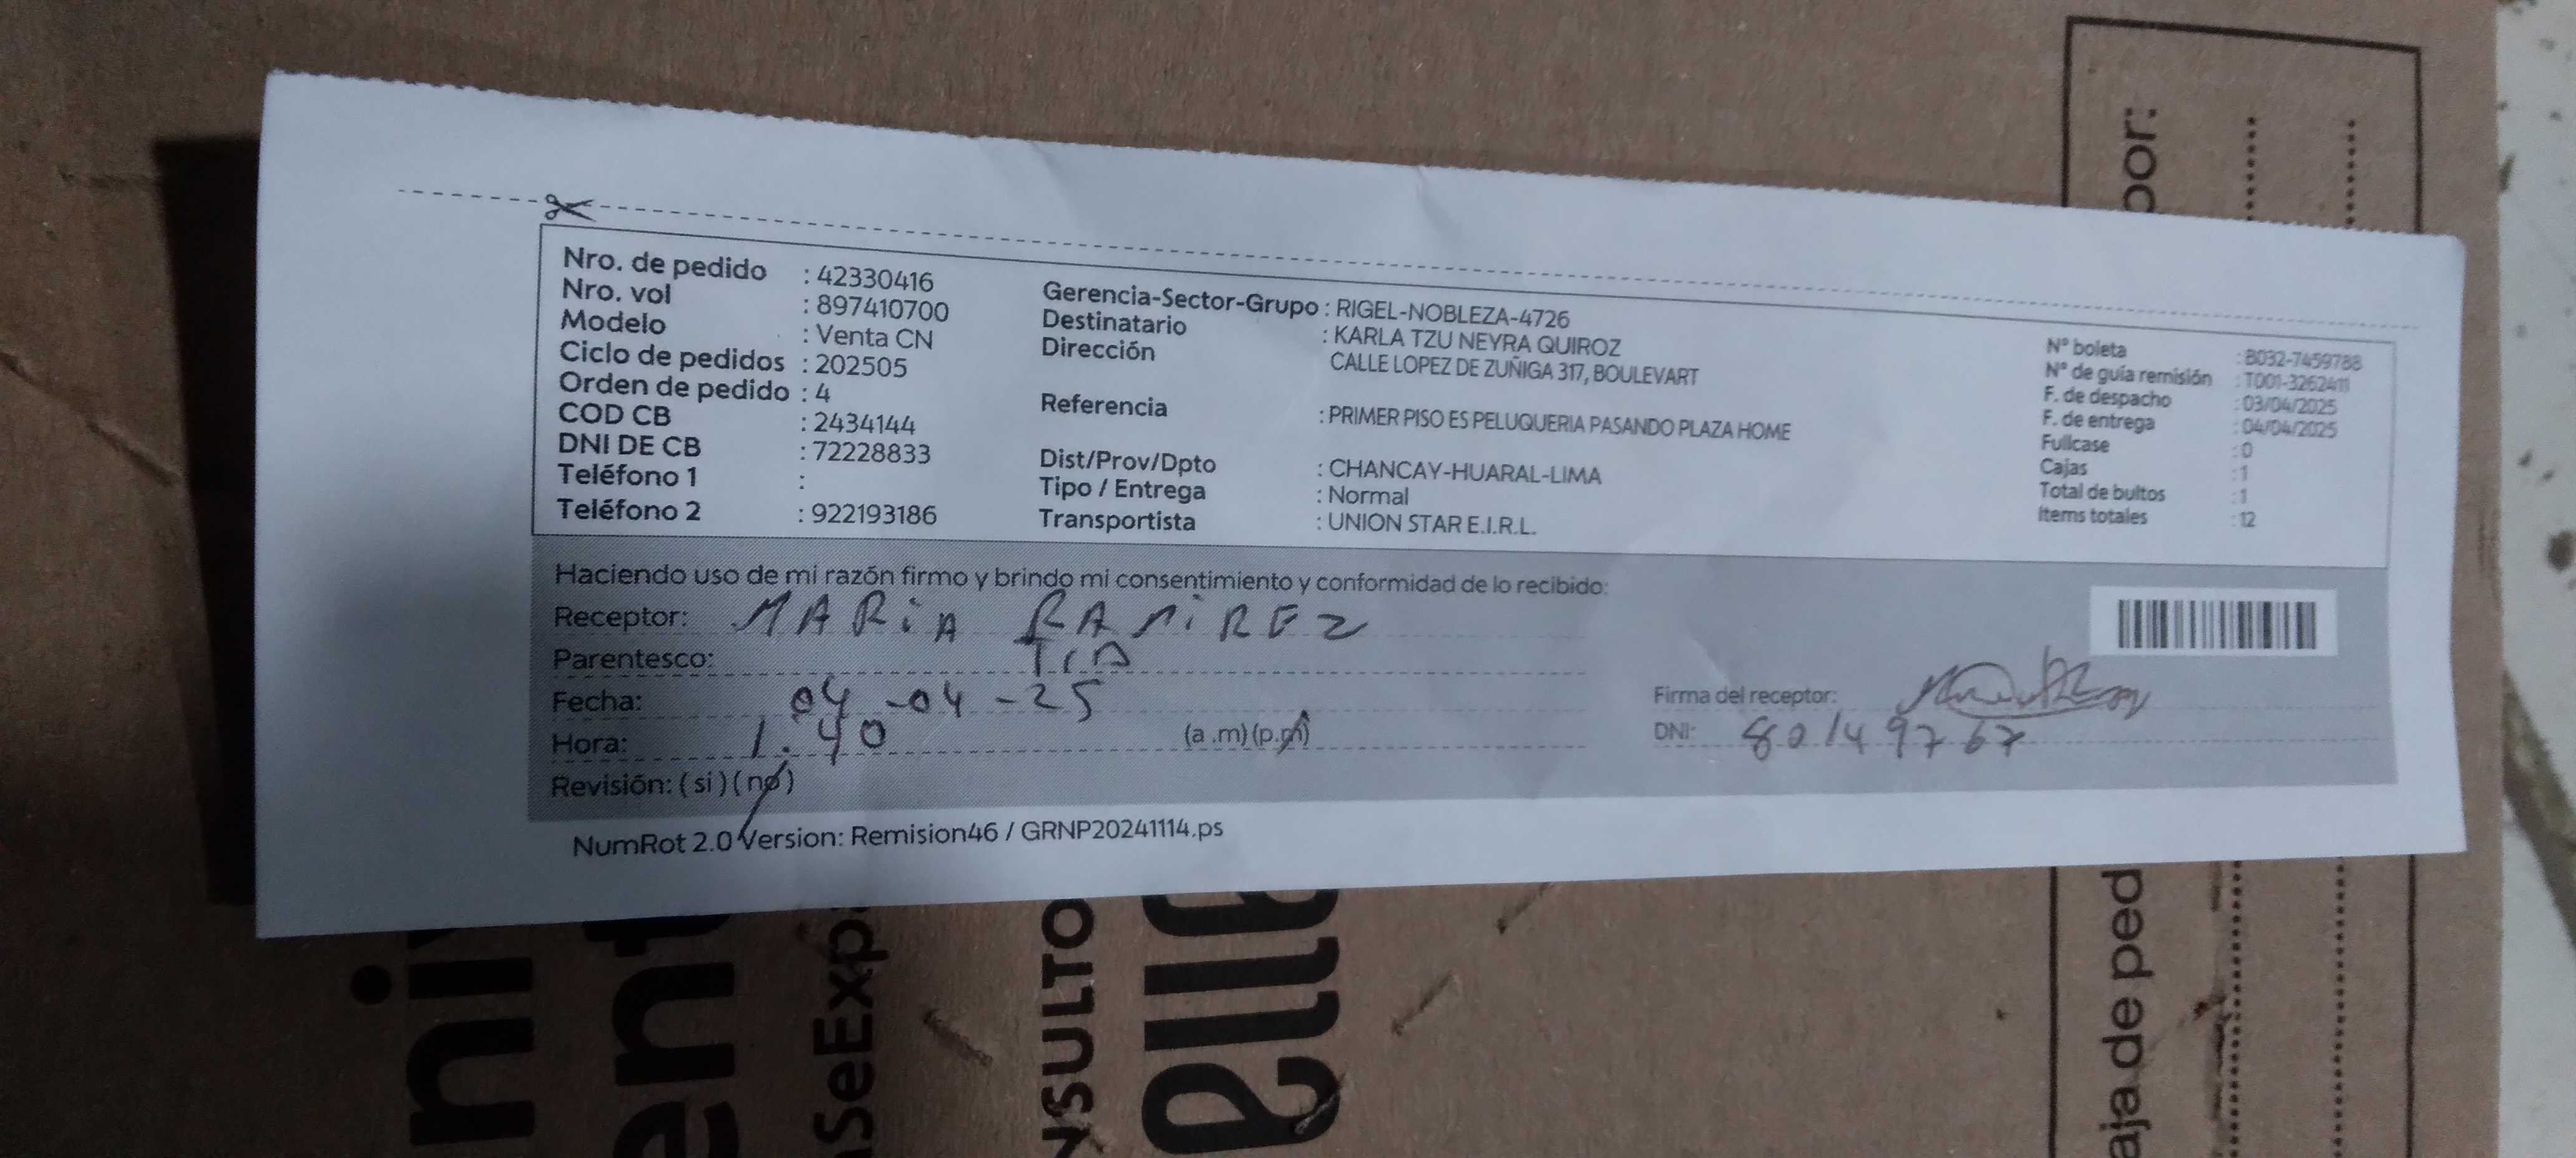 Nro. de pedido : 42330416
Nro. vol : 897410700
Modelo : Venta CN
Ciclo de pedidos : 202505
Orden de pedido : 4
COD CB : 2434144
DNI DE CB : 72228833
Teléfono 1 :
Teléfono 2 : 922193186
Gerencia-Sector-Grupo : RIGEL-NOBLEZA-4726
Destinatario : KARLA TZU NEYRA QUIROZ
Dirección CALLE LOPEZ DE ZUÑIGA 317, BOULEVART
Referencia : PRIMER PISO ES PELUQUERIA PASANDO PLAZA HOME
Dist/Prov/Dpto : CHANCAY-HUARAL-LIMA
Tipo / Entrega : Normal
Transportista : UNION STAR E.I.R.L.
N° boleta : B032-7459788
N° de guía remisión : T001-3262411
F. de despacho : 03/04/2025
F. de entrega : 04/04/2025
Fullcase : 0
Cajas : 1
Total de bultos : 1
Items totales : 12
Haciendo uso de mi razón firmo y brindo mi consentimiento y conformidad de lo recibido:
Receptor: MARIA RAMIREZ
Parentesco: TIA
Fecha: 04-04-25
Hora: 1.40 (a .m) (p.m)
Revisión: ( si ) ( no )
Firma del receptor:
DNI: 80149767
NumRot 2.0 Version: Remision46 / GRNP20241114.ps
por:
aja de ped